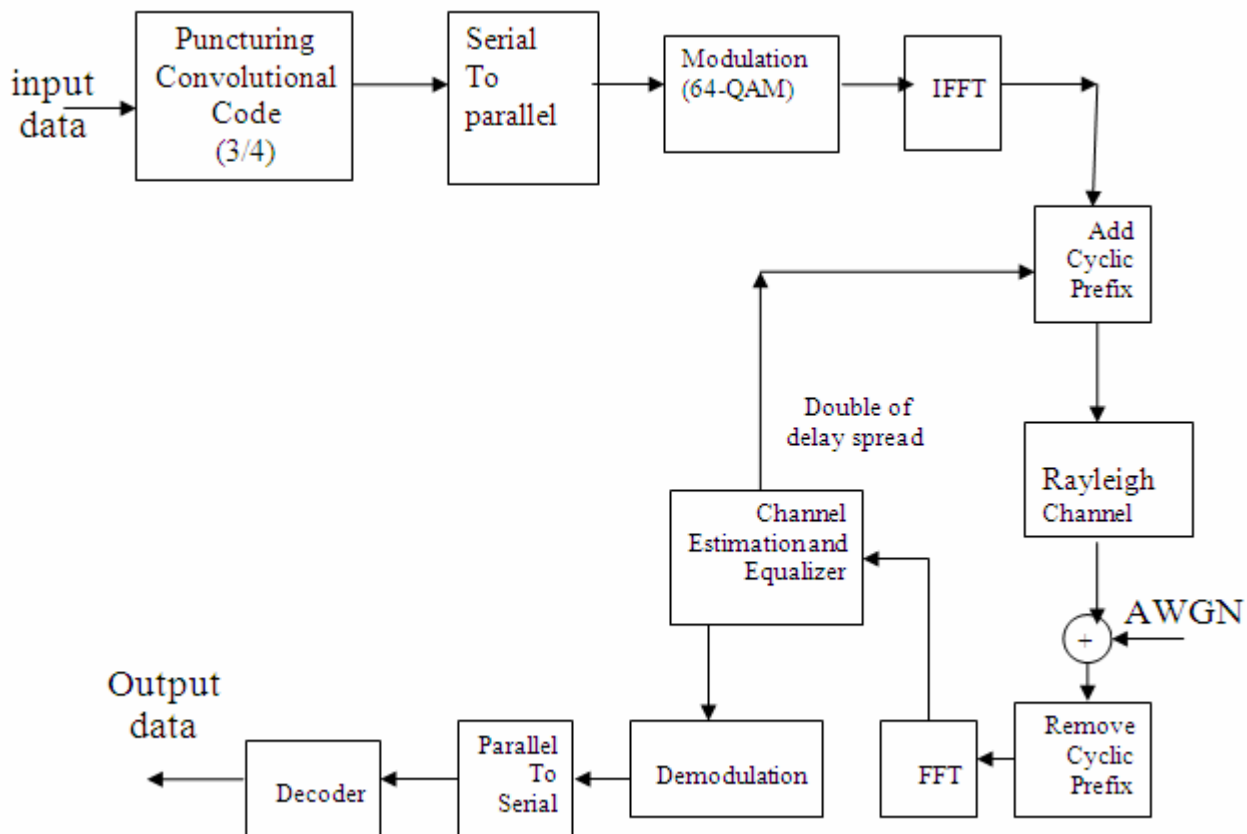 input
data
Puncturing
Convolutional
Code
(3/4)
Serial
To
parallel
Modulation
(64-QAM)
IFFT
Add
Cyclic
Prefix
Double of
delay spread
Rayleigh
Channel
Channel
Estimation and
Equalizer
AWGN
+
Output
data
Decoder
Parallel
To
Serial
Demodulation
FFT
Remove
Cyclic
Prefix